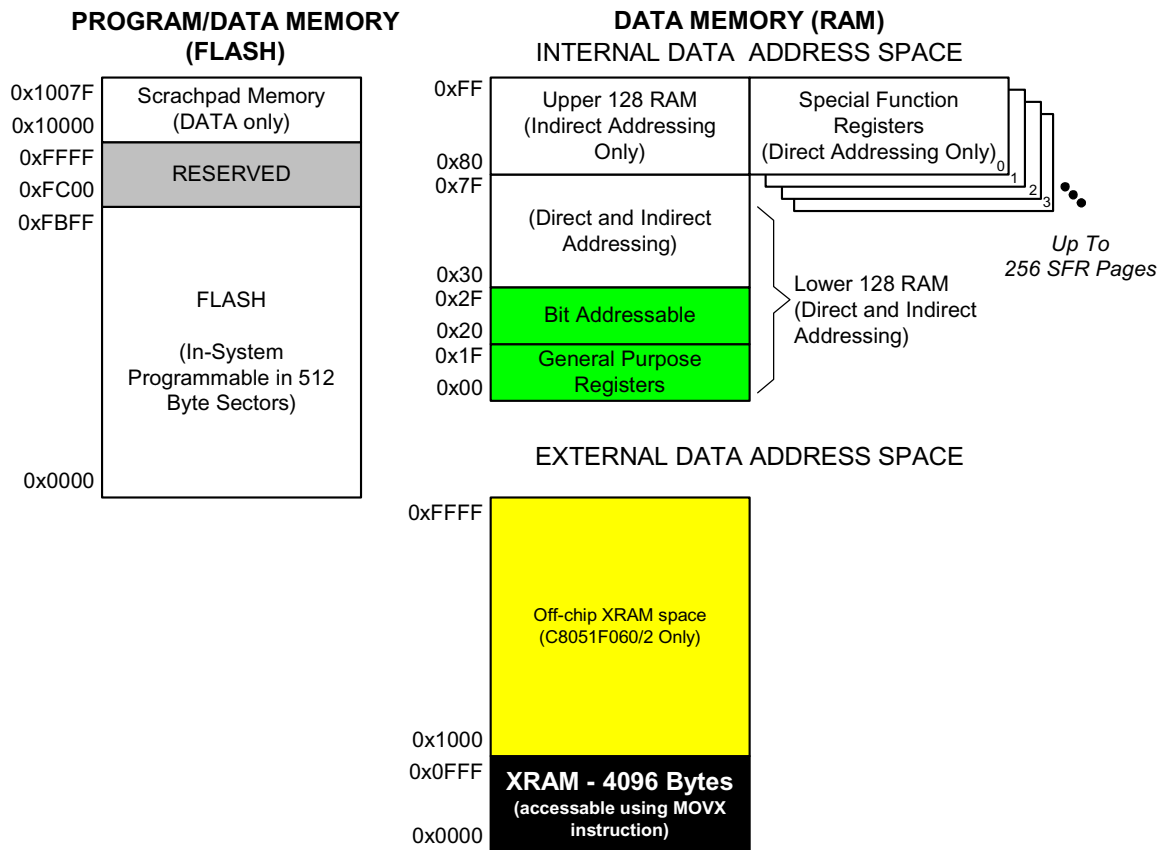 PROGRAM/DATA MEMORY
(FLASH)
0x1007F
Scrachpad Memory
(DATA only)
0x10000
0xFFFF
RESERVED
0xFC00
0xFBFF
FLASH
(In-System
Programmable in 512
Byte Sectors)
0x0000
DATA MEMORY (RAM)
INTERNAL DATA ADDRESS SPACE
0xFF
Upper 128 RAM
(Indirect Addressing
Only)
0x80
Special Function
Registers
(Direct Addressing Only)
0
1
2
3
Up To
256 SFR Pages
0x7F
(Direct and Indirect
Addressing)
0x30
0x2F
Bit Addressable
0x20
0x1F
General Purpose
Registers
0x00
Lower 128 RAM
(Direct and Indirect
Addressing)
EXTERNAL DATA ADDRESS SPACE
0xFFFF
Off-chip XRAM space
(C8051F060/2 Only)
0x1000
0x0FFF
XRAM - 4096 Bytes
(accessable using MOVX
instruction)
0x0000